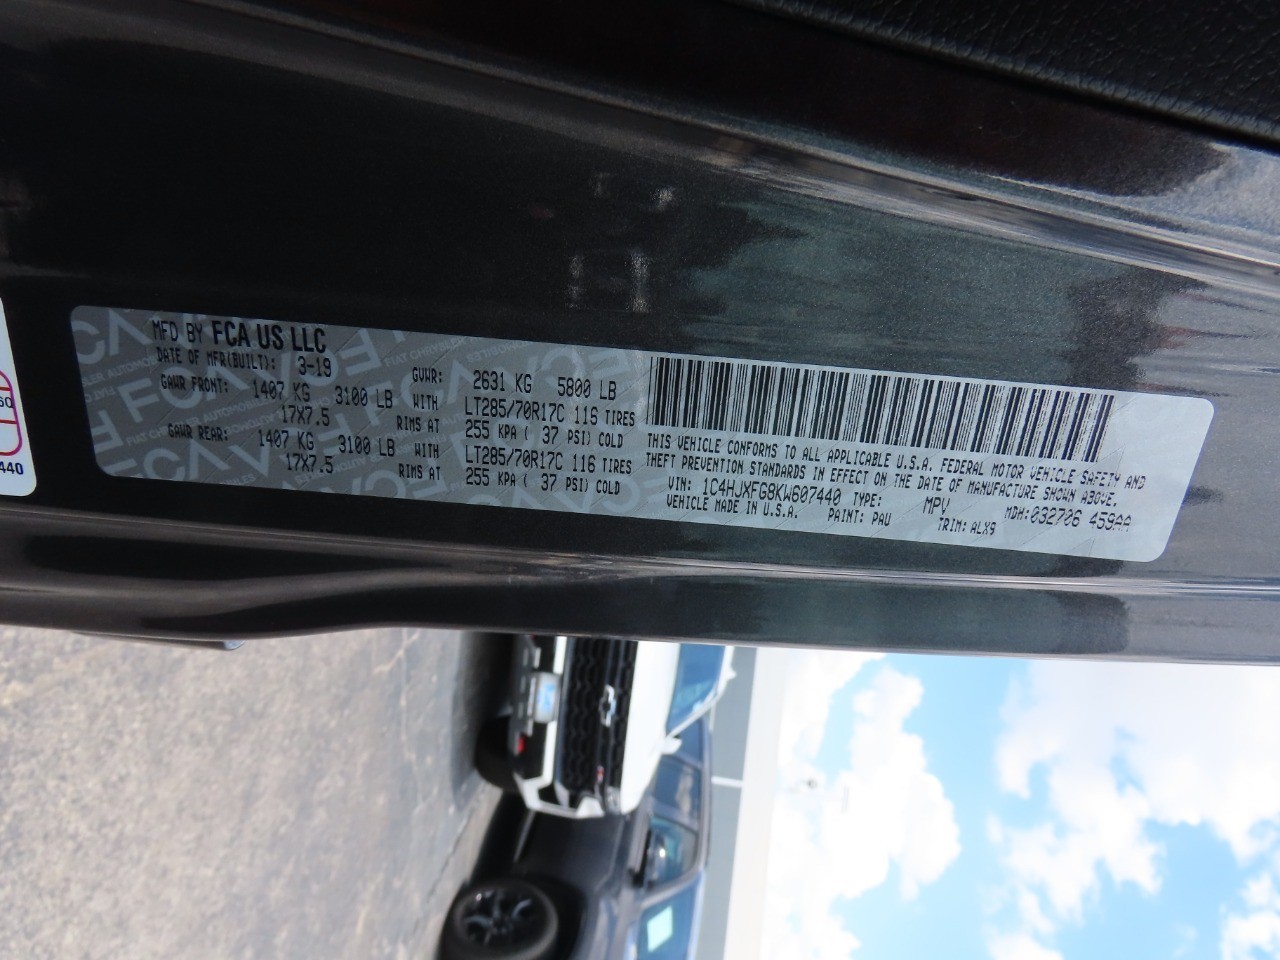 MFD BY FCA US LLC
DATE OF MFR(BUILT): 3-19 GVWR: 2631 KG 5800 LB
GAWR FRONT: 1407 KG 3100 LB WITH LT285/70R17C 116 TIRES
17X7.5 RIMS AT 255 KPA ( 37 PSI) COLD
GAWR REAR: 1407 KG 3100 LB WITH LT285/70R17C 116 TIRES
17X7.5 RIMS AT 255 KPA ( 37 PSI) COLD
THIS VEHICLE CONFORMS TO ALL APPLICABLE U.S.A. FEDERAL MOTOR VEHICLE SAFETY AND
THEFT PREVENTION STANDARDS IN EFFECT ON THE DATE OF MANUFACTURE SHOWN ABOVE.
VIN: 1C4HJXFG8KW607440 TYPE: MPV MDH: 032706 459AA
VEHICLE MADE IN U.S.A. PAINT: PAU TRIM: ALX9
60
440